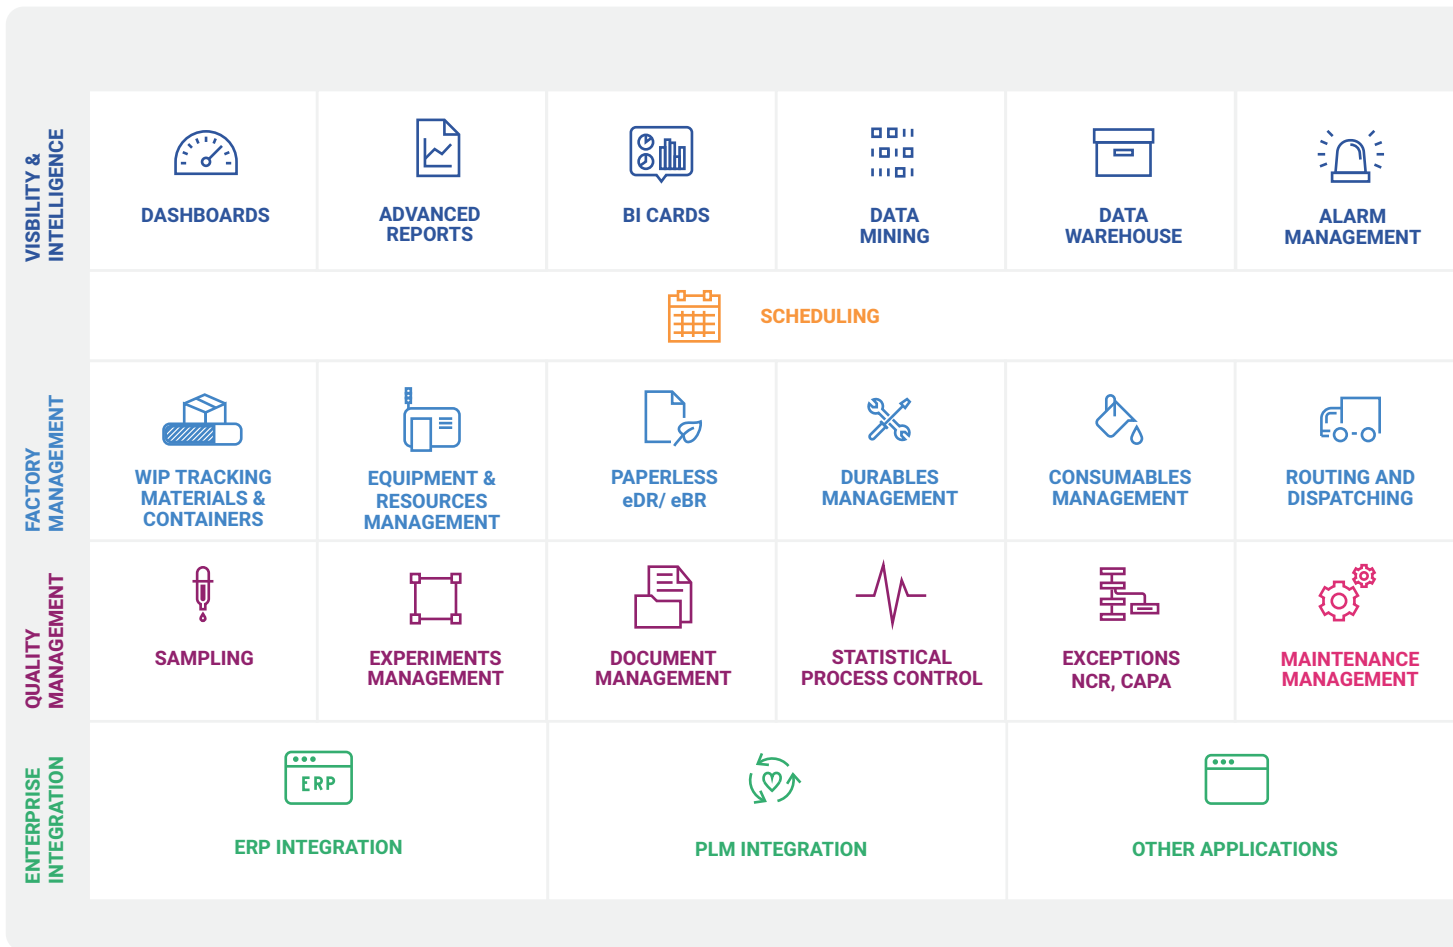 VISBILITY &
INTELLIGENCE
DASHBOARDS
ADVANCED
REPORTS
BI CARDS
DATA
MINING
DATA
WAREHOUSE
ALARM
MANAGEMENT
SCHEDULING
FACTORY
MANAGEMENT
WIP TRACKING
MATERIALS &
CONTAINERS
EQUIPMENT &
RESOURCES
MANAGEMENT
PAPERLESS
eDR/ eBR
DURABLES
MANAGEMENT
CONSUMABLES
MANAGEMENT
ROUTING AND
DISPATCHING
QUALITY
MANAGEMENT
SAMPLING
EXPERIMENTS
MANAGEMENT
DOCUMENT
MANAGEMENT
STATISTICAL
PROCESS CONTROL
EXCEPTIONS
NCR, CAPA
MAINTENANCE
MANAGEMENT
ENTERPRISE
INTEGRATION
ERP
ERP INTEGRATION
PLM INTEGRATION
OTHER APPLICATIONS